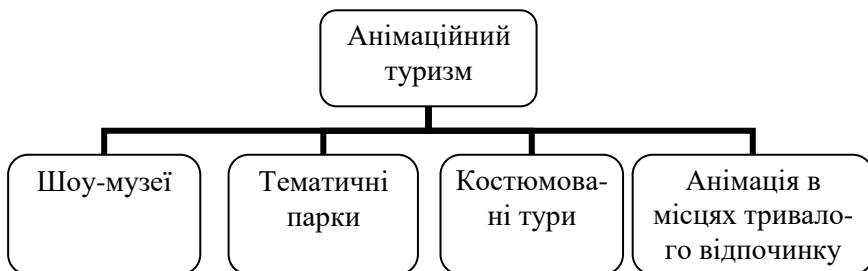 Анімаційний
туризм
Шоу-музеї
Тематичні
парки
Костюмова-
ні тури
Анімація в
місцях тривало-
го відпочинку